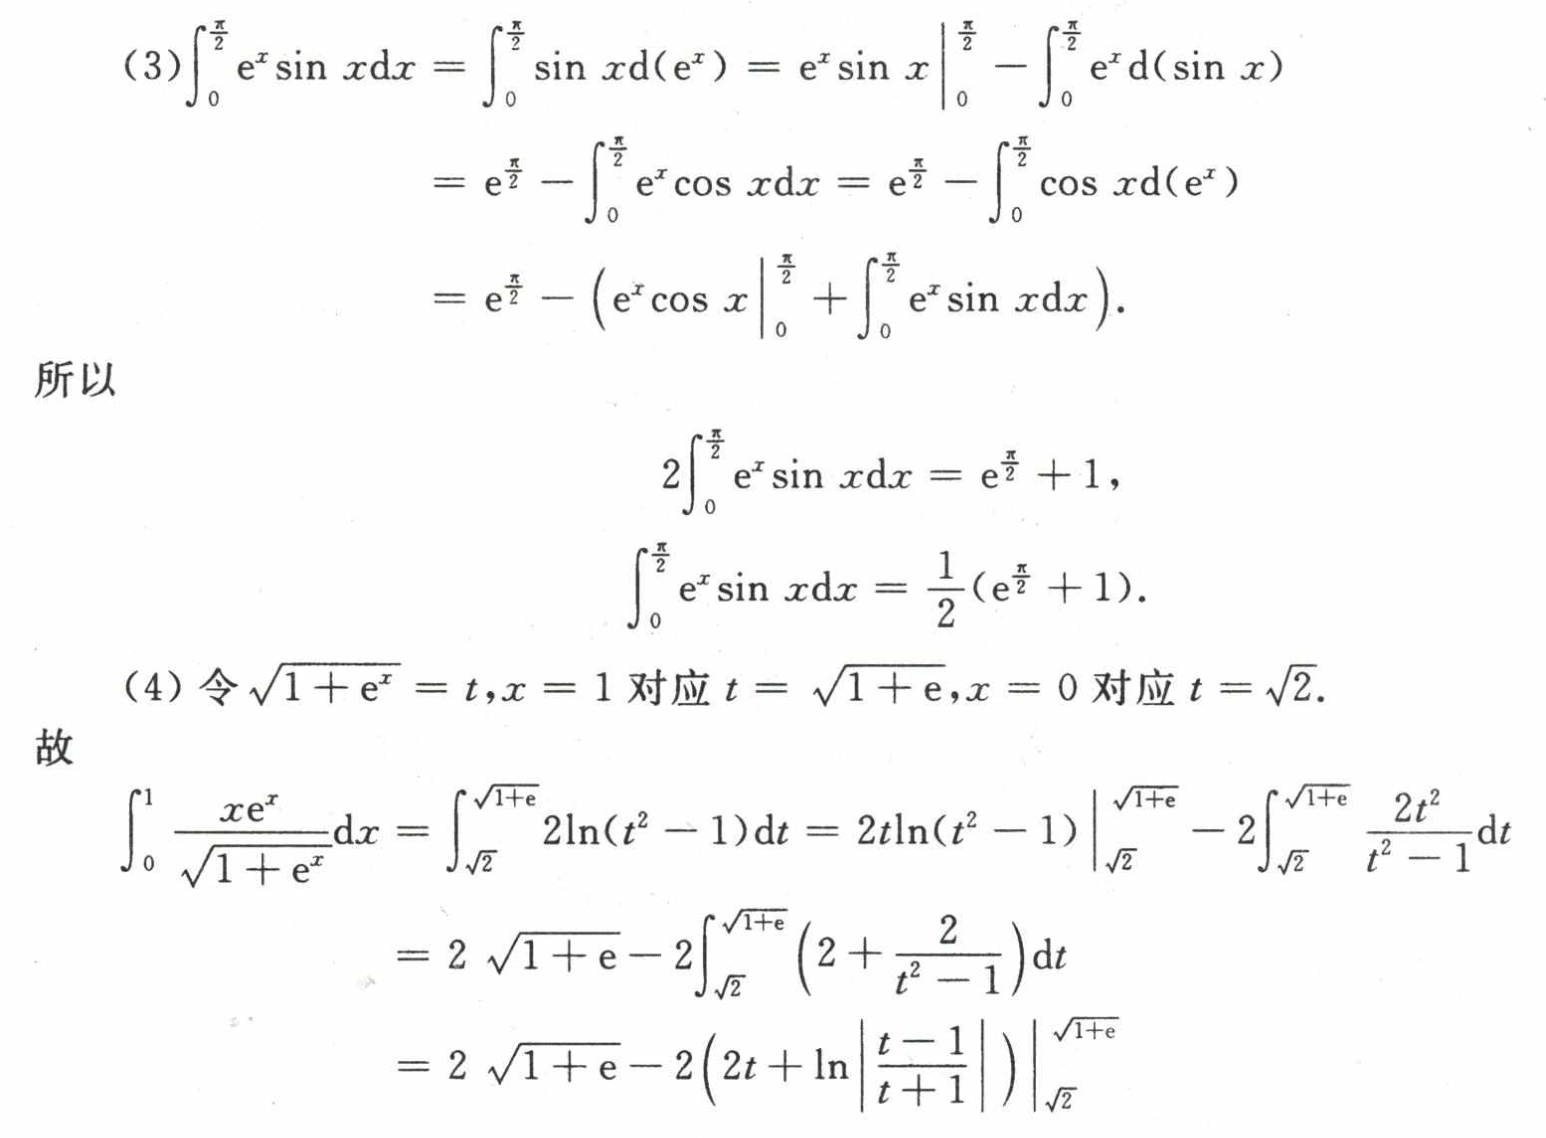 (3) $\int_0^{\frac{\pi}{2}} e^x \sin x dx = \int_0^{\frac{\pi}{2}} \sin x d(e^x) = e^x \sin x \Big|_0^{\frac{\pi}{2}} - \int_0^{\frac{\pi}{2}} e^x d(\sin x)$
$= e^{\frac{\pi}{2}} - \int_0^{\frac{\pi}{2}} e^x \cos x dx = e^{\frac{\pi}{2}} - \int_0^{\frac{\pi}{2}} \cos x d(e^x)$
$= e^{\frac{\pi}{2}} - \left( e^x \cos x \Big|_0^{\frac{\pi}{2}} + \int_0^{\frac{\pi}{2}} e^x \sin x dx \right).$
所以
$2\int_0^{\frac{\pi}{2}} e^x \sin x dx = e^{\frac{\pi}{2}} + 1,$
$\int_0^{\frac{\pi}{2}} e^x \sin x dx = \frac{1}{2}(e^{\frac{\pi}{2}} + 1).$
(4) 令 $\sqrt{1+e^x} = t, x = 1$ 对应 $t = \sqrt{1+e}, x = 0$ 对应 $t = \sqrt{2}.$
故
$\int_0^1 \frac{xe^x}{\sqrt{1+e^x}} dx = \int_{\sqrt{2}}^{\sqrt{1+e}} 2\ln(t^2-1) dt = 2t\ln(t^2-1) \Big|_{\sqrt{2}}^{\sqrt{1+e}} - 2\int_{\sqrt{2}}^{\sqrt{1+e}} \frac{2t^2}{t^2-1} dt$
$= 2\sqrt{1+e} - 2\int_{\sqrt{2}}^{\sqrt{1+e}} \left( 2 + \frac{2}{t^2-1} \right) dt$
$= 2\sqrt{1+e} - 2\left( 2t + \ln\left| \frac{t-1}{t+1} \right| \right) \Big|_{\sqrt{2}}^{\sqrt{1+e}}$